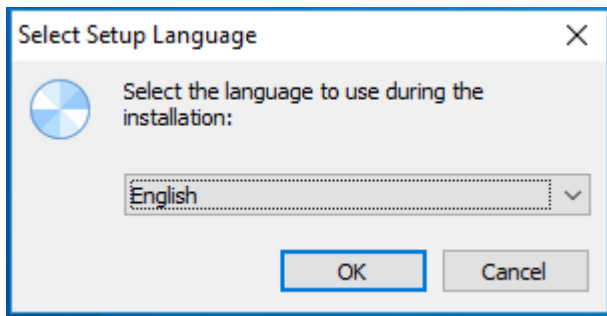 Select Setup Language
Select the language to use during the
installation:
English
OK
Cancel